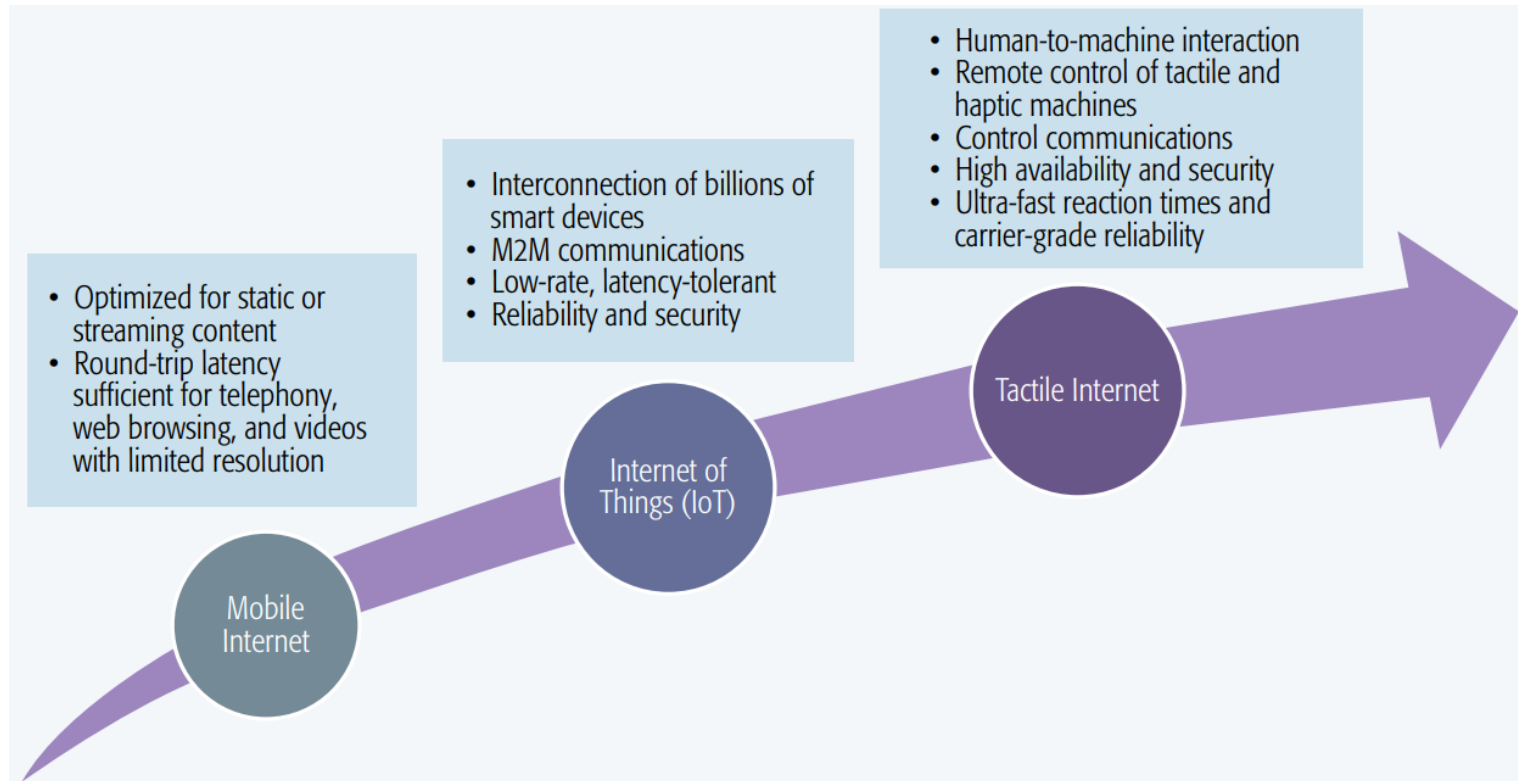 • Optimized for static or
streaming content
• Round-trip latency
sufficient for telephony,
web browsing, and videos
with limited resolution
Mobile
Internet
• Interconnection of billions of
smart devices
• M2M communications
• Low-rate, latency-tolerant
• Reliability and security
Internet of
Things (IoT)
• Human-to-machine interaction
• Remote control of tactile and
haptic machines
• Control communications
• High availability and security
• Ultra-fast reaction times and
carrier-grade reliability
Tactile Internet